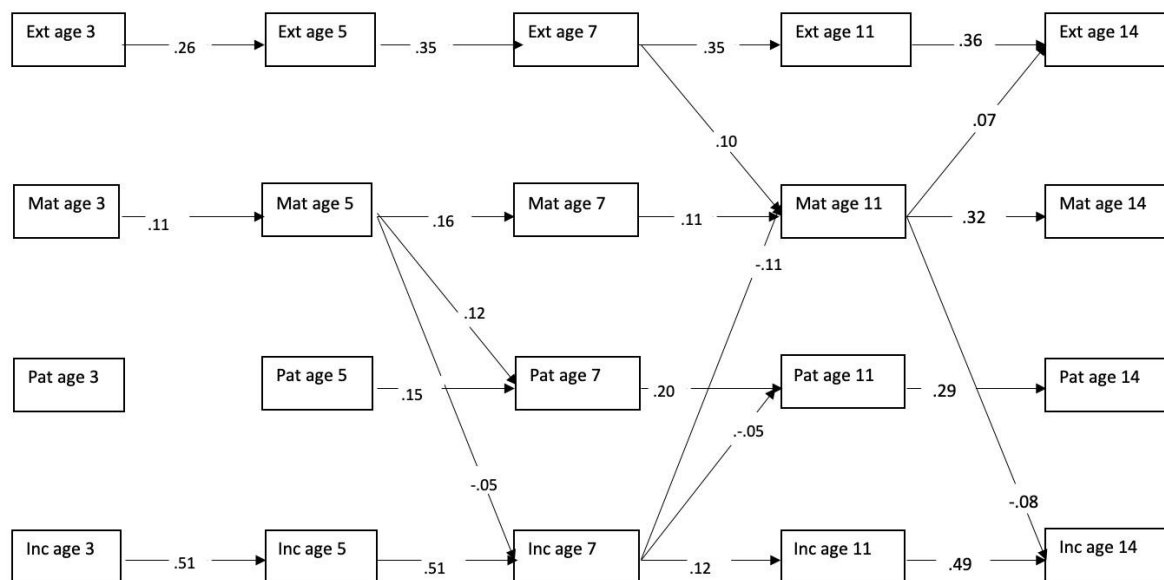 Ext age 3
.26
Ext age 5
.35
Ext age 7
.35
Ext age 11
.36
Ext age 14
.10
.07
Mat age 3
.11
Mat age 5
.16
Mat age 7
.11
Mat age 11
.32
Mat age 14
-.11
.12
Pat age 3
Pat age 5
.15
Pat age 7
.20
Pat age 11
.29
Pat age 14
.-.05
-.05
-.08
Inc age 3
.51
Inc age 5
.51
Inc age 7
.12
Inc age 11
.49
Inc age 14